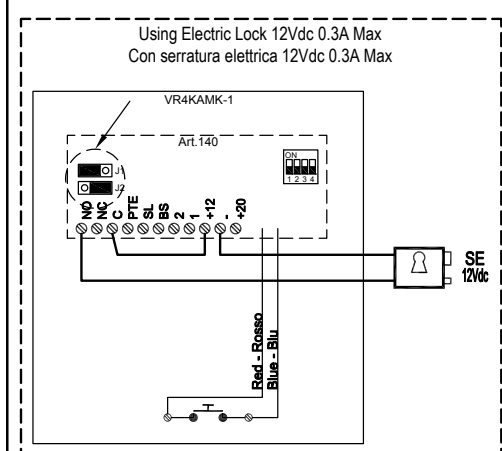 Using Electric Lock 12Vdc 0.3A Max
Con serratura elettrica 12Vdc 0.3A Max
VR4KAMK-1
Art.140
J1
J2
ON
1 2 3 4
NO
NC
C
PTE
SL
BS
2
1
+12
-
+20
SE
12Vdc
Red - Rosso
Blue - Blu